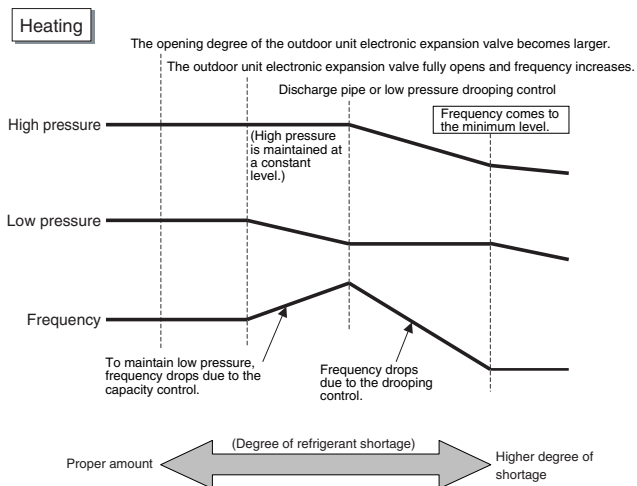 Heating
The opening degree of the outdoor unit electronic expansion valve becomes larger.
The outdoor unit electronic expansion valve fully opens and frequency increases.
Discharge pipe or low pressure drooping control
Frequency comes to
the minimum level.
High pressure
(High pressure
is maintained at
a constant
level.)
Low pressure
Frequency
To maintain low pressure,
frequency drops due to the
capacity control.
Frequency drops
due to the drooping
control.
(Degree of refrigerant shortage)
Proper amount
Higher degree of
shortage